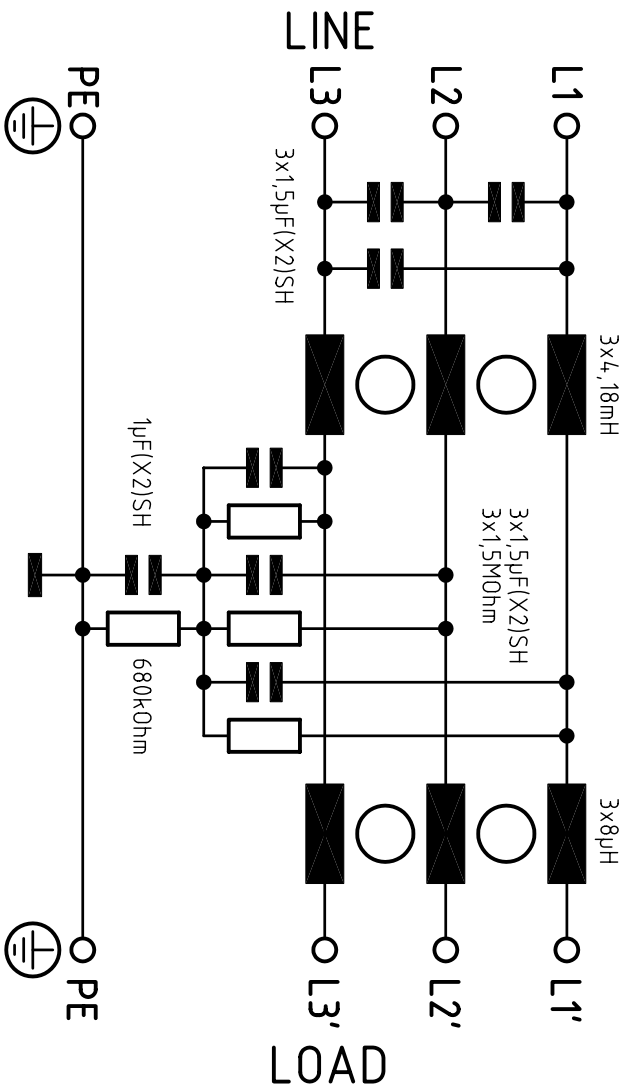 LINE
L1
L2
L3
PE
3x1,5µF(X2)SH
3x4,18mH
3x1,5µF(X2)SH
3x1,5MOhm
1µF(X2)SH
680kOhm
3x8µH
L1'
L2'
L3'
PE
LOAD